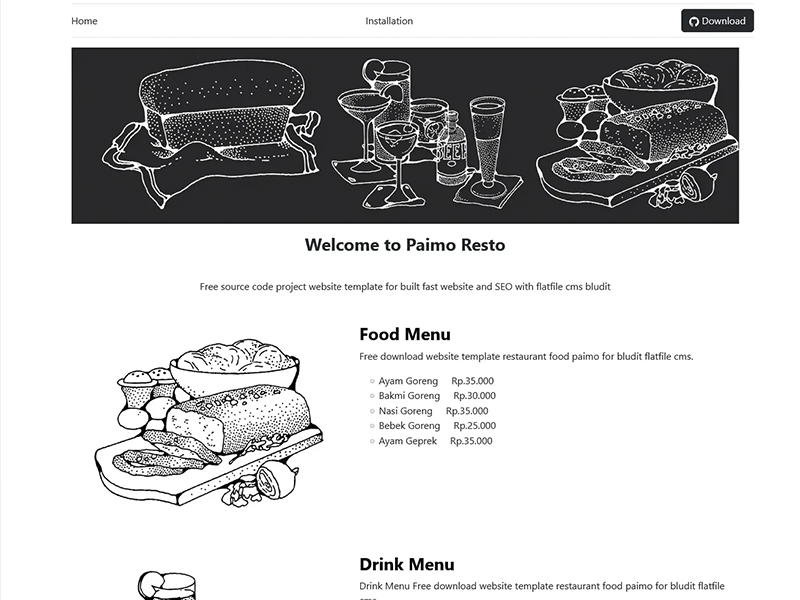 Home Installation Download
BEER
Welcome to Paimo Resto
Free source code project website template for built fast website and SEO with flatfile cms bludit
Food Menu
Free download website template restaurant food paimo for bludit flatfile cms.
Ayam Goreng Rp.35.000
Bakmi Goreng Rp.30.000
Nasi Goreng Rp.35.000
Bebek Goreng Rp.25.000
Ayam Geprek Rp.35.000
Drink Menu
Drink Menu Free download website template restaurant food paimo for bludit flatfile